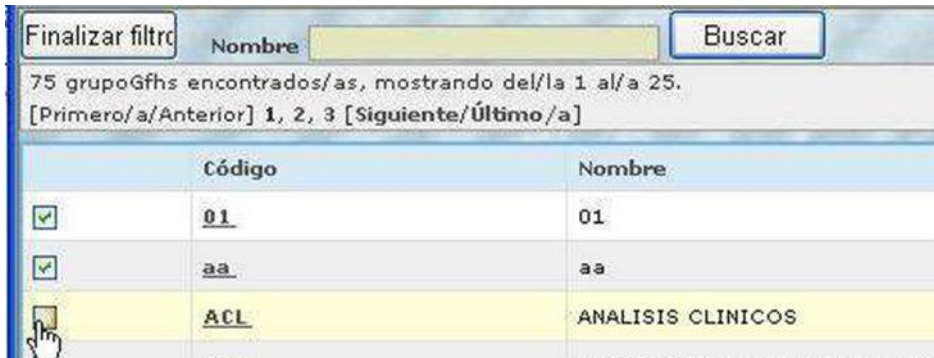 Finalizar filtro Nombre Buscar
75 grupoGfhs encontrados/as, mostrando del/la 1 al/a 25.
[Primero/a/Anterior] 1, 2, 3 [Siguiente/Último/a]
Código Nombre
01 01
aa aa
ACL ANALISIS CLINICOS